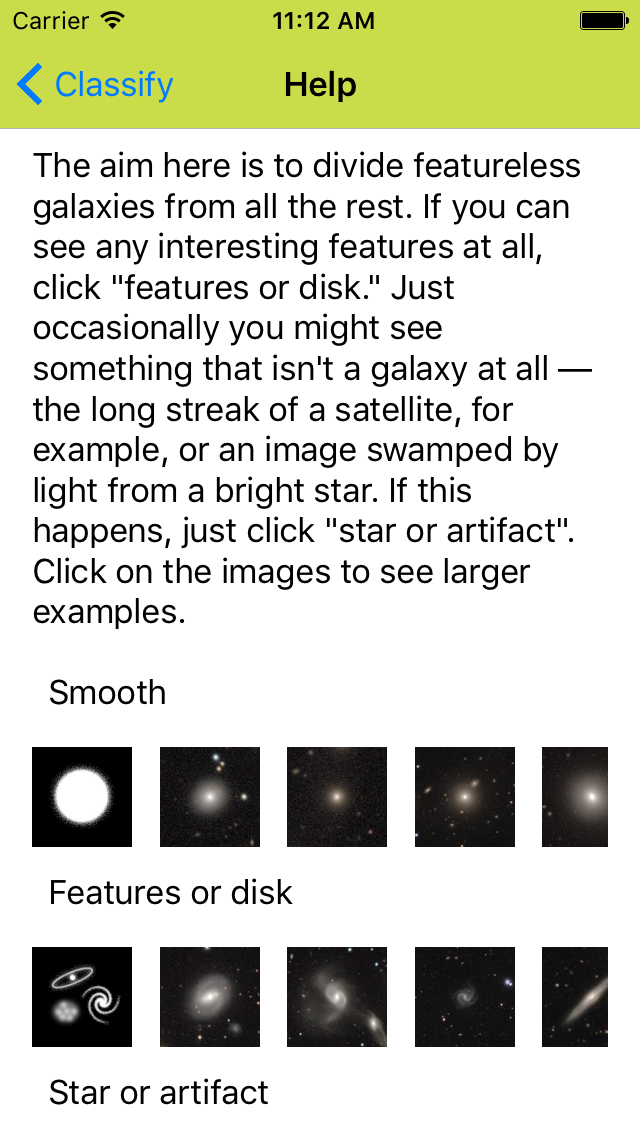 Carrier 11:12 AM
Classify Help
The aim here is to divide featureless
galaxies from all the rest. If you can
see any interesting features at all,
click "features or disk." Just
occasionally you might see
something that isn't a galaxy at all —
the long streak of a satellite, for
example, or an image swamped by
light from a bright star. If this
happens, just click "star or artifact".
Click on the images to see larger
examples.
Smooth
Features or disk
Star or artifact